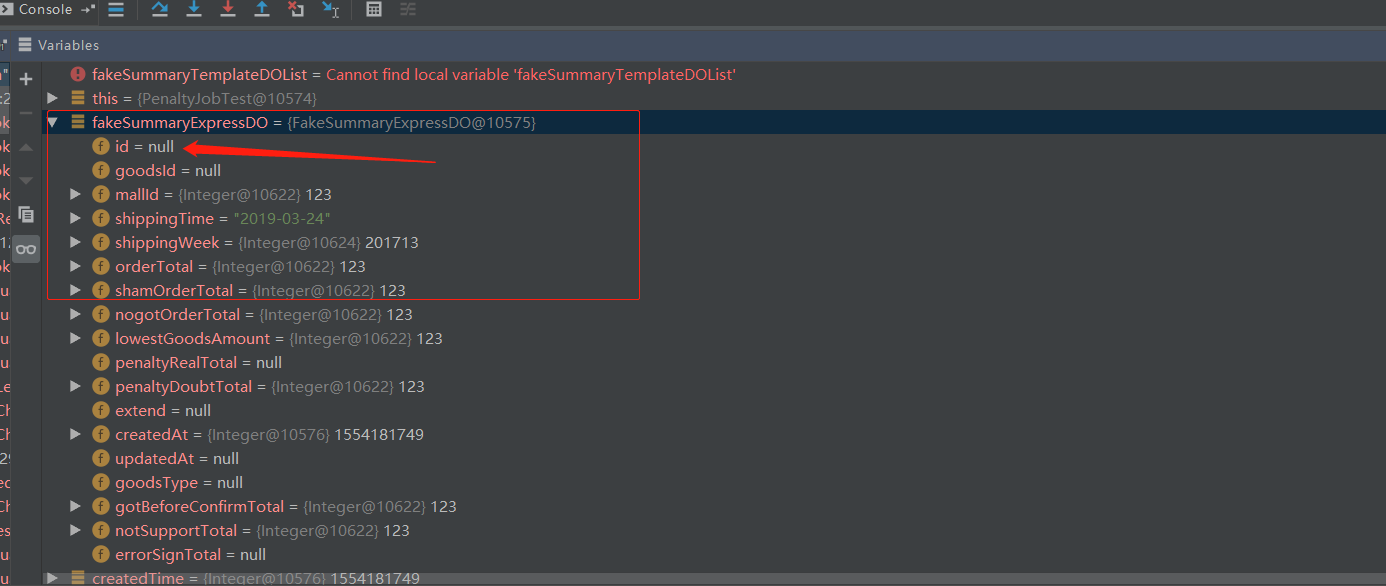 Console
Variables
fakeSummaryTemplateDOList = Cannot find local variable 'fakeSummaryTemplateDOList'
this = {PenaltyJobTest@10574}
fakeSummaryExpressDO = {FakeSummaryExpressDO@10575}
id = null
goodsId = null
mallId = {Integer@10622} 123
shippingTime = "2019-03-24"
shippingWeek = {Integer@10624} 201713
orderTotal = {Integer@10622} 123
shamOrderTotal = {Integer@10622} 123
nogotOrderTotal = {Integer@10622} 123
lowestGoodsAmount = {Integer@10622} 123
penaltyRealTotal = null
penaltyDoubtTotal = {Integer@10622} 123
extend = null
createdAt = {Integer@10576} 1554181749
updatedAt = null
goodsType = null
gotBeforeConfirmTotal = {Integer@10622} 123
notSupportTotal = {Integer@10622} 123
errorSignTotal = null
createdTime = {Integer@10576} 1554181749